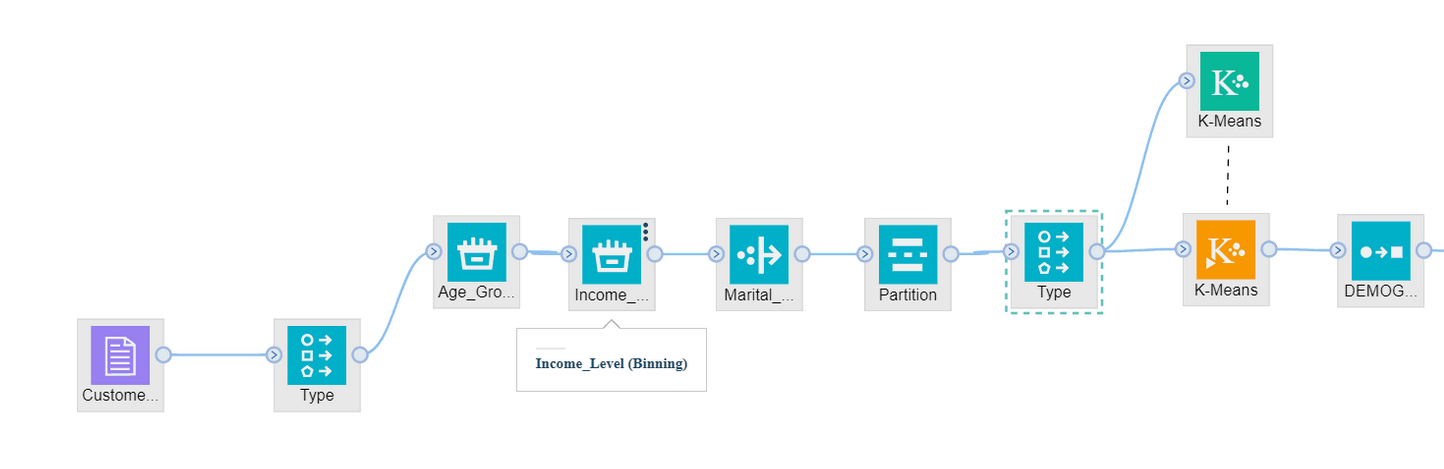 K
K-Means
Age_Gro...
Income_...
Marital_...
Partition
Type
K
K-Means
DEMOG...
Income_Level (Binning)
Custome...
Type